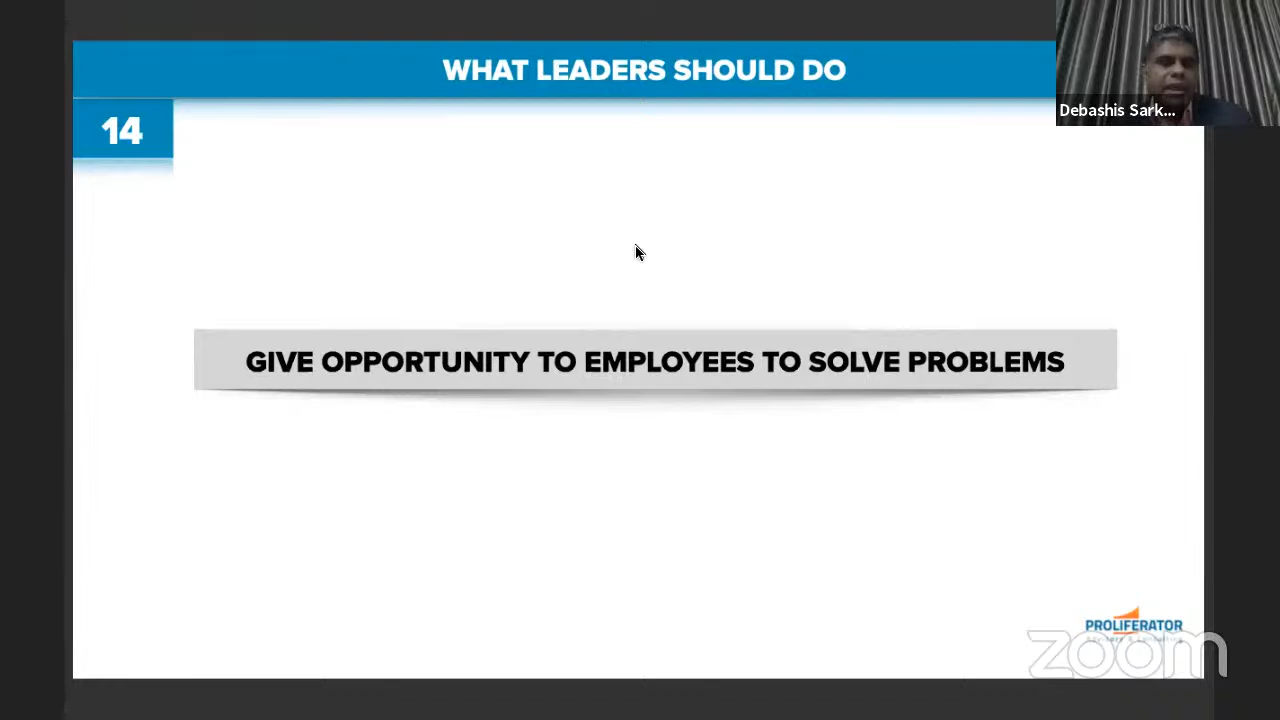 WHAT LEADERS SHOULD DO
Debashis Sark...
14
GIVE OPPORTUNITY TO EMPLOYEES TO SOLVE PROBLEMS
PROLIFERATOR
zoom